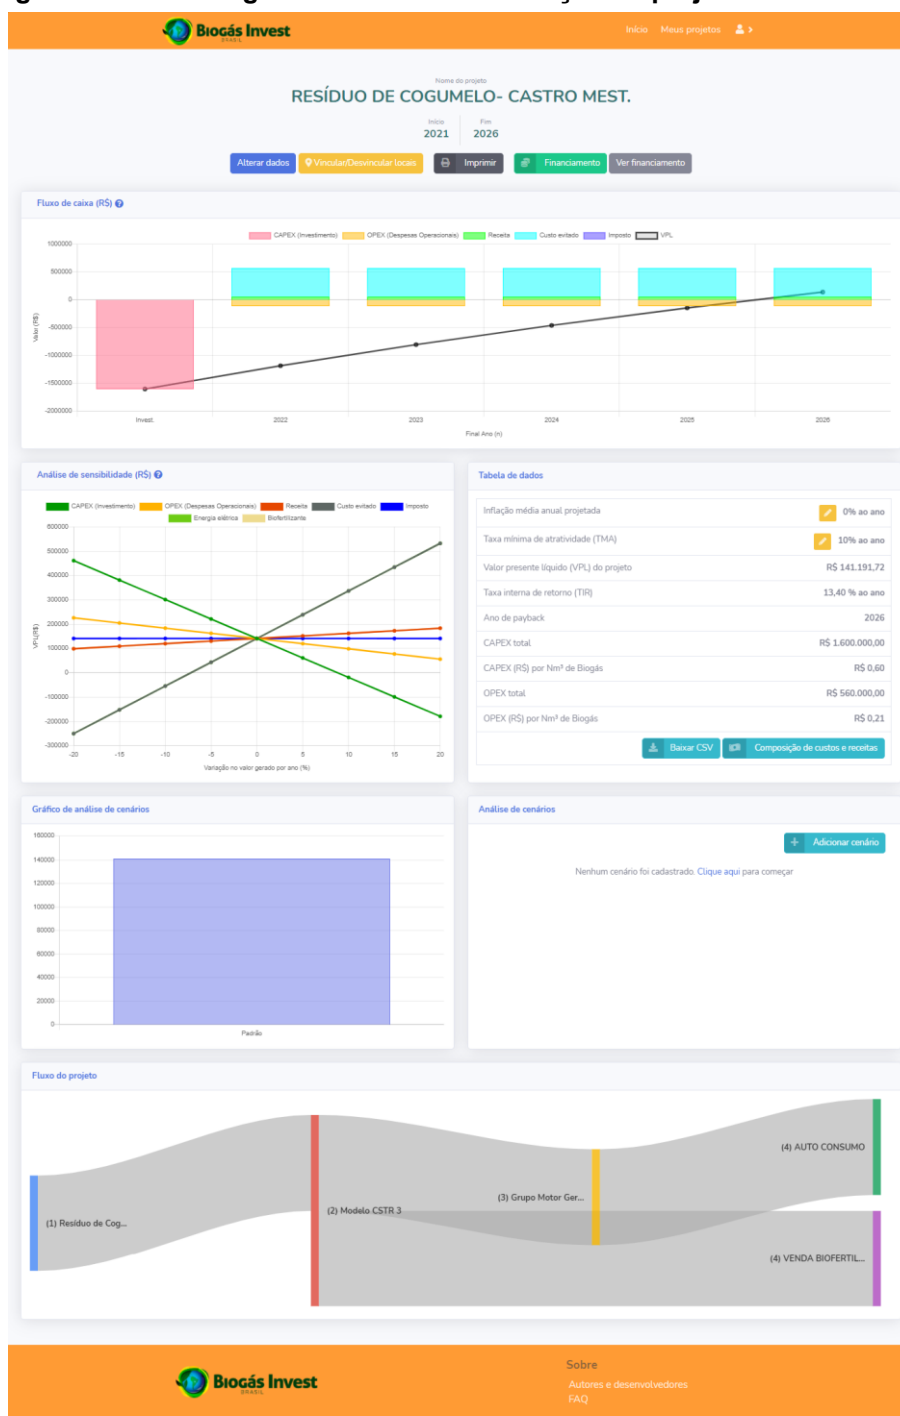 Biogás Invest
BRASIL
Início Meus projetos
Nome do projeto
RESÍDUO DE COGUMELO- CASTRO MEST.
Início Fim
2021 2026
Alterar dados Vincular/Desvincular locais Imprimir Financiamento Ver financiamento
Fluxo de caixa (R$)
CAPEX (Investimento) OPEX (Despesas Operacionais) Receita Custo evitado Imposto VPL
1000000
500000
0
-500000
-1000000
-1500000
-2000000
Valor (R$)
Invest. 2022 2023 2024 2025 2026
Final Ano (n)
Análise de sensibilidade (R$)
CAPEX (Investimento) OPEX (Despesas Operacionais) Receita Custo evitado Imposto
Energia elétrica Biofertilizante
600000
500000
400000
300000
200000
100000
0
-100000
-200000
-300000
VPL(R$)
-20 -15 -10 -5 0 5 10 15 20
Variação no valor gerado por ano (%)
Tabela de dados
Inflação média anual projetada 0% ao ano
Taxa mínima de atratividade (TMA) 10% ao ano
Valor presente líquido (VPL) do projeto R$ 141.191,72
Taxa interna de retorno (TIR) 13,40 % ao ano
Ano de payback 2026
CAPEX total R$ 1.600.000,00
CAPEX (R$) por Nm³ de Biogás R$ 0,60
OPEX total R$ 560.000,00
OPEX (R$) por Nm³ de Biogás R$ 0,21
Baixar CSV Composição de custos e receitas
Gráfico de análise de cenários
160000
140000
120000
100000
80000
60000
40000
20000
0
Padrão
Análise de cenários
Adicionar cenário
Nenhum cenário foi cadastrado. Clique aqui para começar
Fluxo do projeto
(1) Resíduo de Cog...
(2) Modelo CSTR 3
(3) Grupo Motor Ger...
(4) AUTO CONSUMO
(4) VENDA BIOFERTIL...
Biogás Invest
BRASIL
Sobre
Autores e desenvolvedores
FAQ